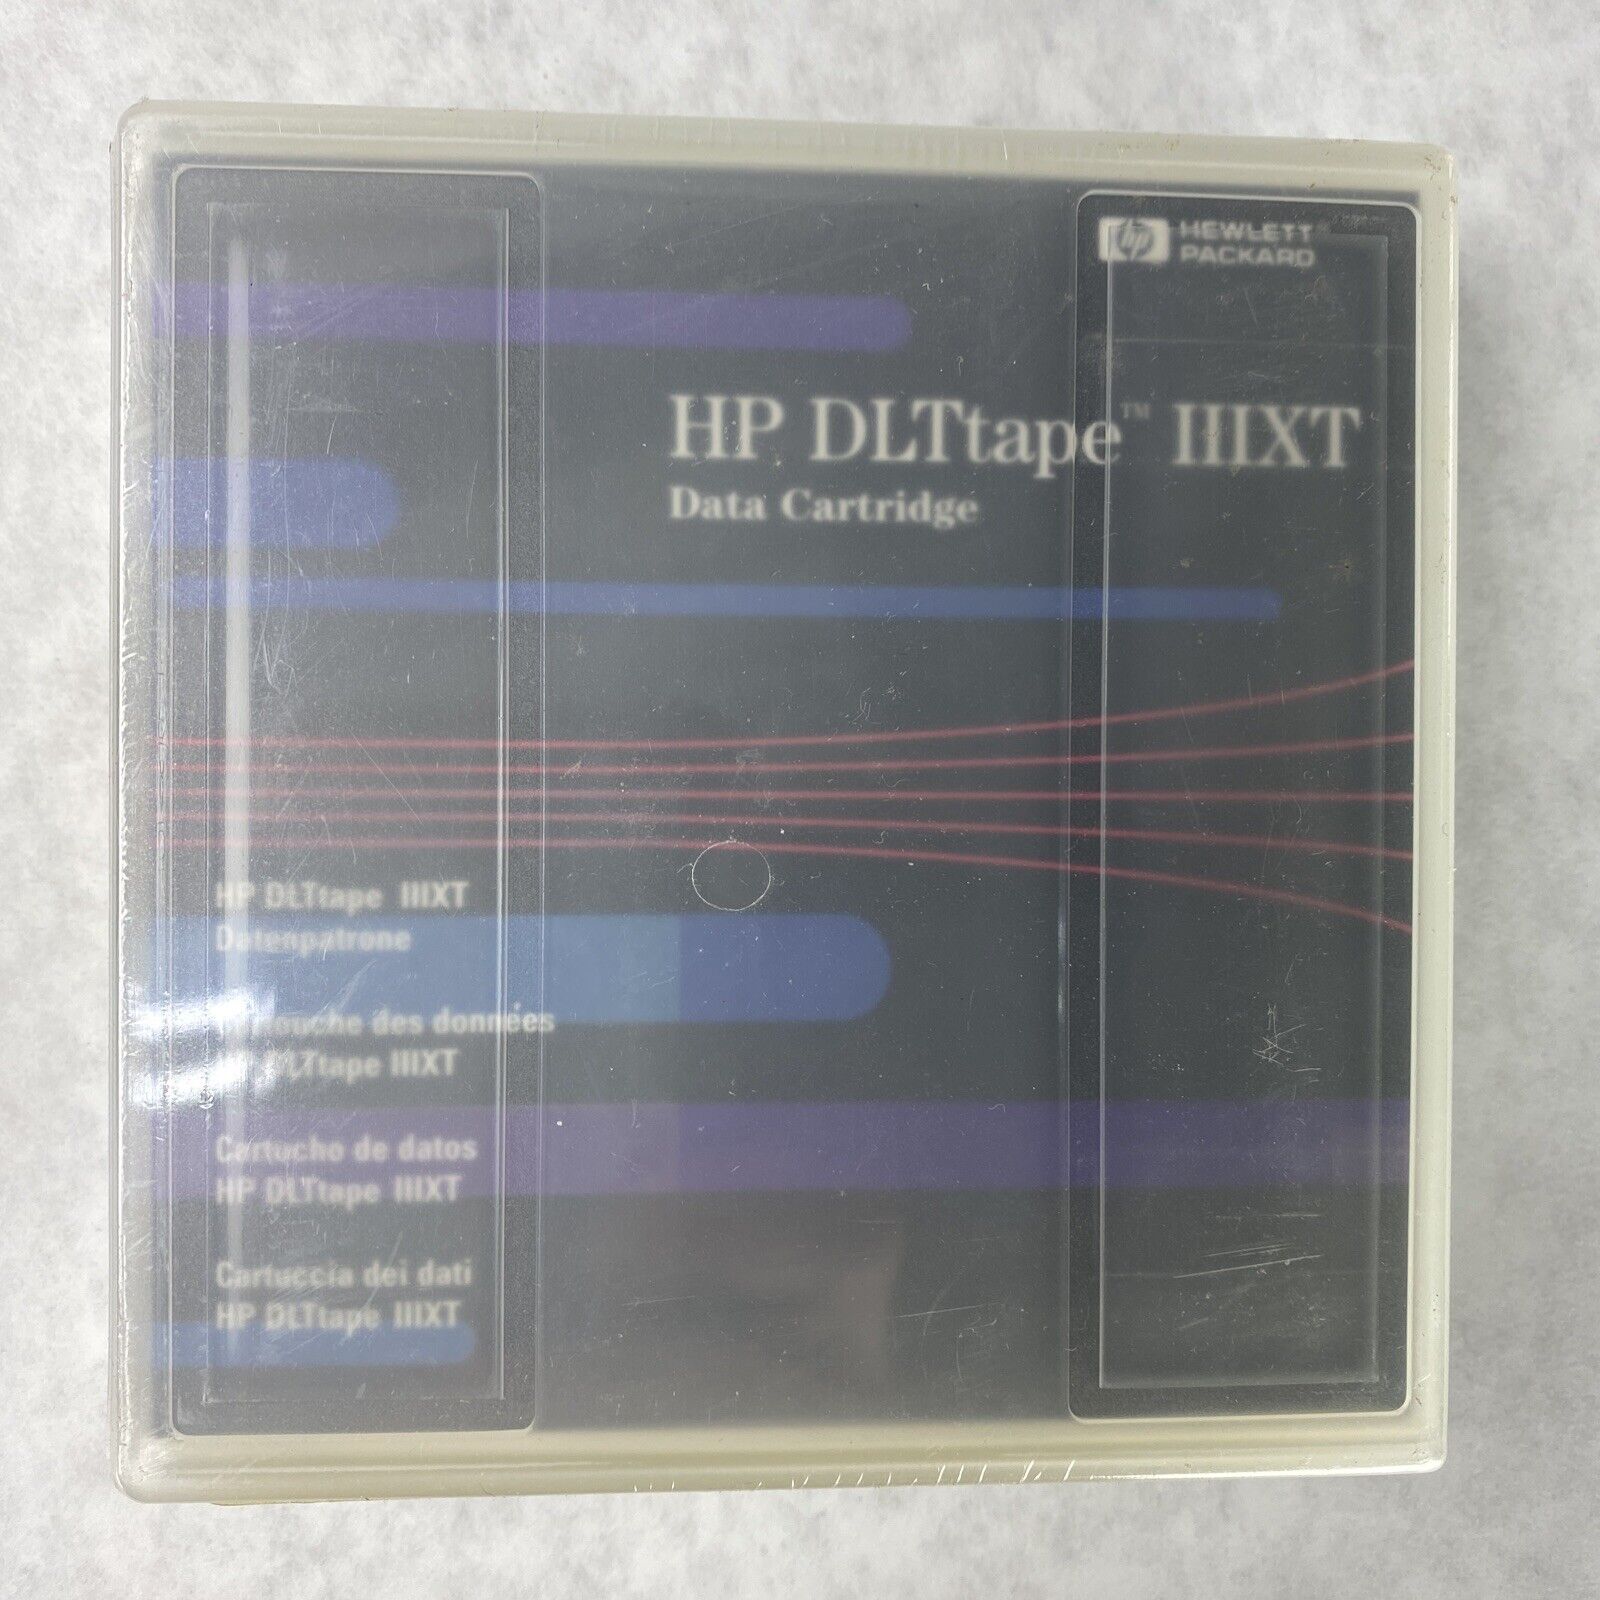 hp HEWLETT
PACKARD
HP DLTtape™ IIIXT
Data Cartridge
HP DLTtape IIIXT
Datenpatrone
des données
DLTtape IIIXT
Cartucho de datos
HP DLTtape IIIXT
Cartuccia dei dati
HP DLTtape IIIXT